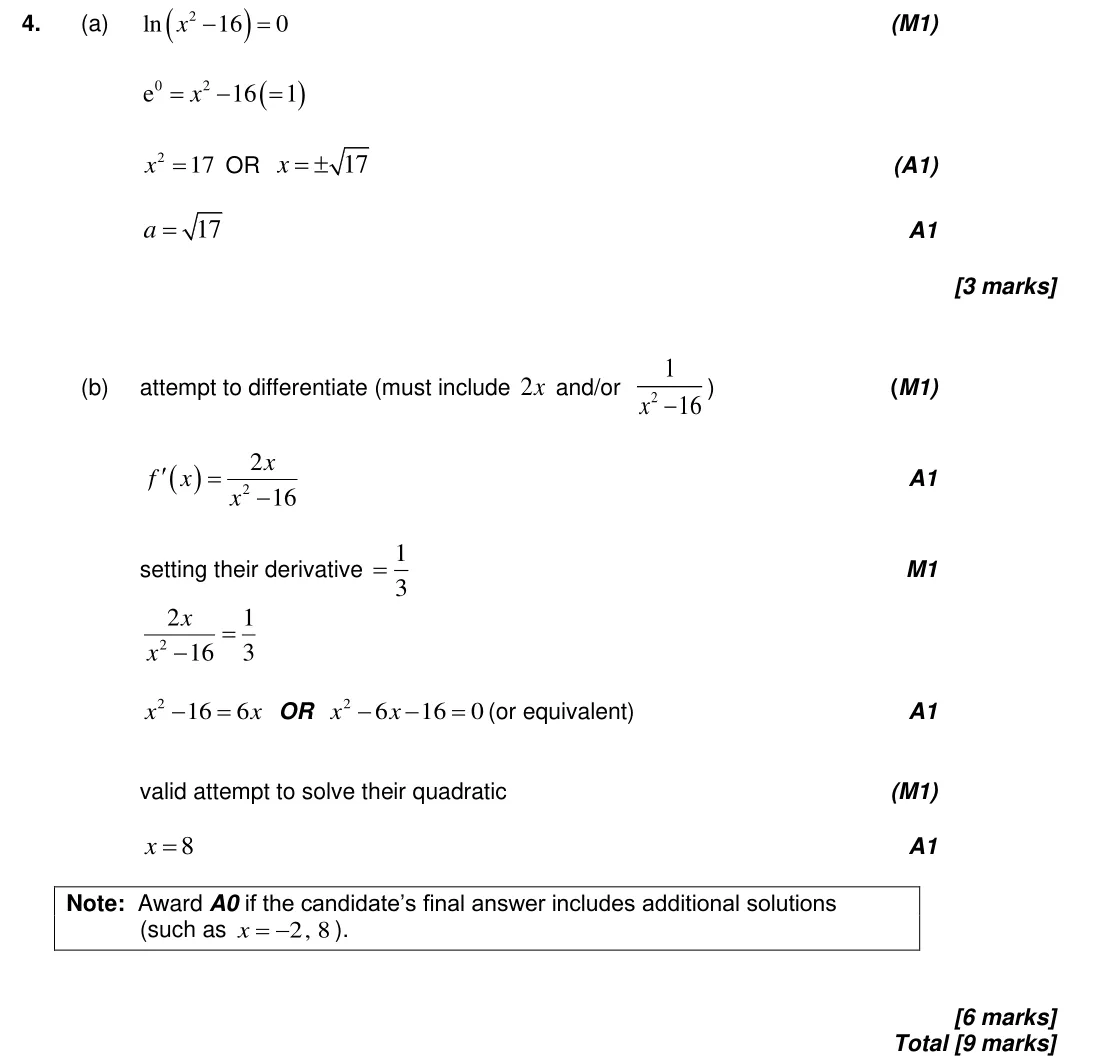 4. (a) ln(x² −16) = 0 (M1)
e⁰ = x² −16(=1)
x² = 17 OR x = ±√17 (A1)
a = √17 A1
[3 marks]
(b) attempt to differentiate (must include 2x and/or 1/(x² −16)) (M1)
f′(x) = 2x/(x² −16) A1
setting their derivative = 1/3 M1
2x/(x² −16) = 1/3
x² −16 = 6x OR x² − 6x −16 = 0 (or equivalent) A1
valid attempt to solve their quadratic (M1)
x = 8 A1
Note: Award A0 if the candidate’s final answer includes additional solutions
(such as x = −2, 8).
[6 marks]
Total [9 marks]